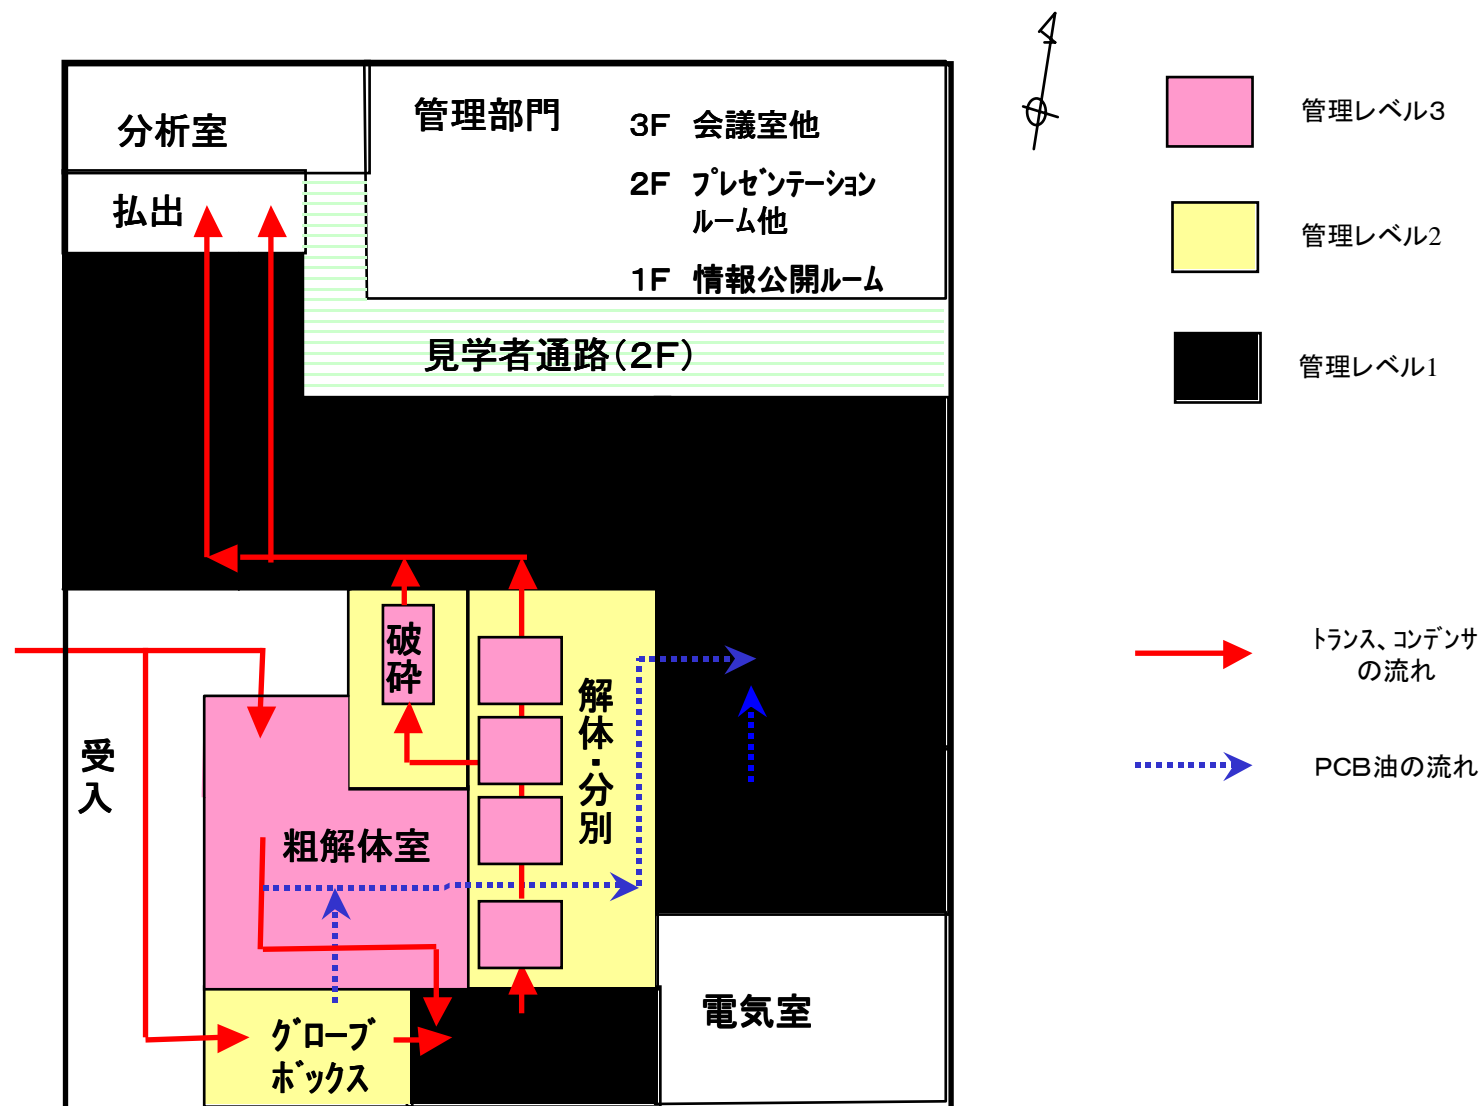 分析室
管理部門
3F 会議室他
2F ﾌﾟﾚｾﾞﾝﾃｰｼｮﾝ
ﾙｰﾑ他
1F 情報公開ﾙｰﾑ
払出
見学者通路(2F)
管理レベル3
管理レベル2
管理レベル1
破砕
解体・分別
受入
粗解体室
グローブ
ボックス
電気室
ﾄﾗﾝｽ、ｺﾝﾃﾞﾝｻ
の流れ
PCB油の流れ